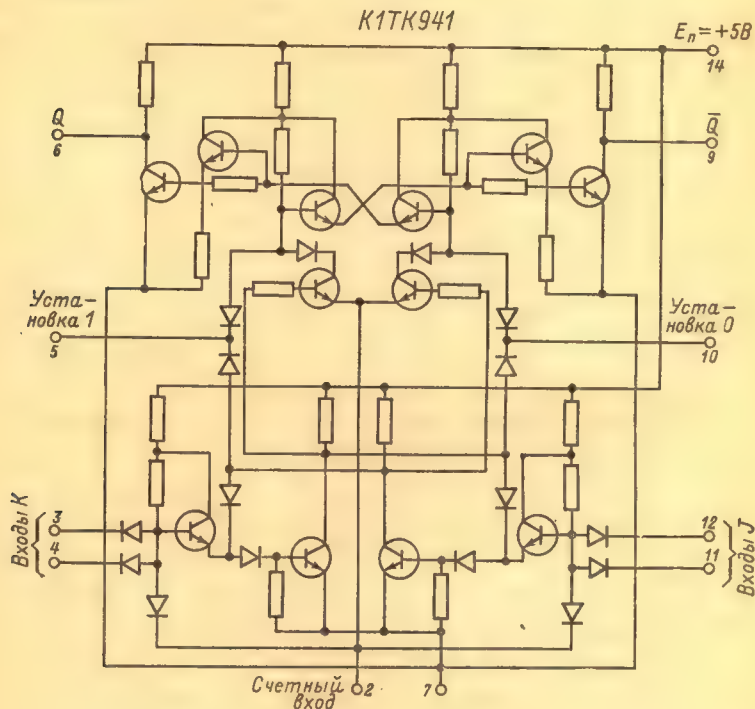 К1ТК941
Eп=+5В
14
Q
6
Q̄
9
Уста-
новка 1
5
Уста-
новка 0
10
Входы К
3
4
12
11
Входы J
Счетный
вход
2
7